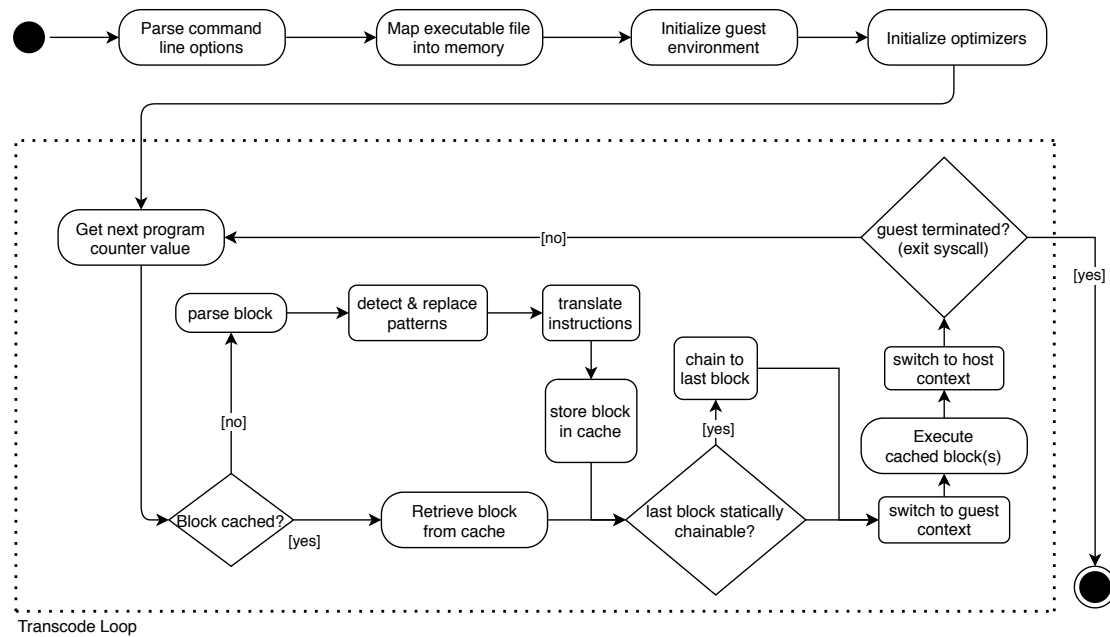 Parse command
line options
Map executable file
into memory
Initialize guest
environment
Initialize optimizers
Get next program
counter value
[no]
guest terminated?
(exit syscall)
[yes]
parse block
detect & replace
patterns
translate
instructions
chain to
last block
switch to host
context
store block
in cache
[no]
[yes]
Execute
cached block(s)
Block cached?
[yes]
Retrieve block
from cache
last block statically
chainable?
switch to guest
context
Transcode Loop